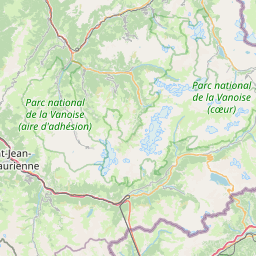 Parc national
de la Vanoise
(cœur)
Parc national
de la Vanoise
(aire d'adhésion)
t-Jean-
aurienne